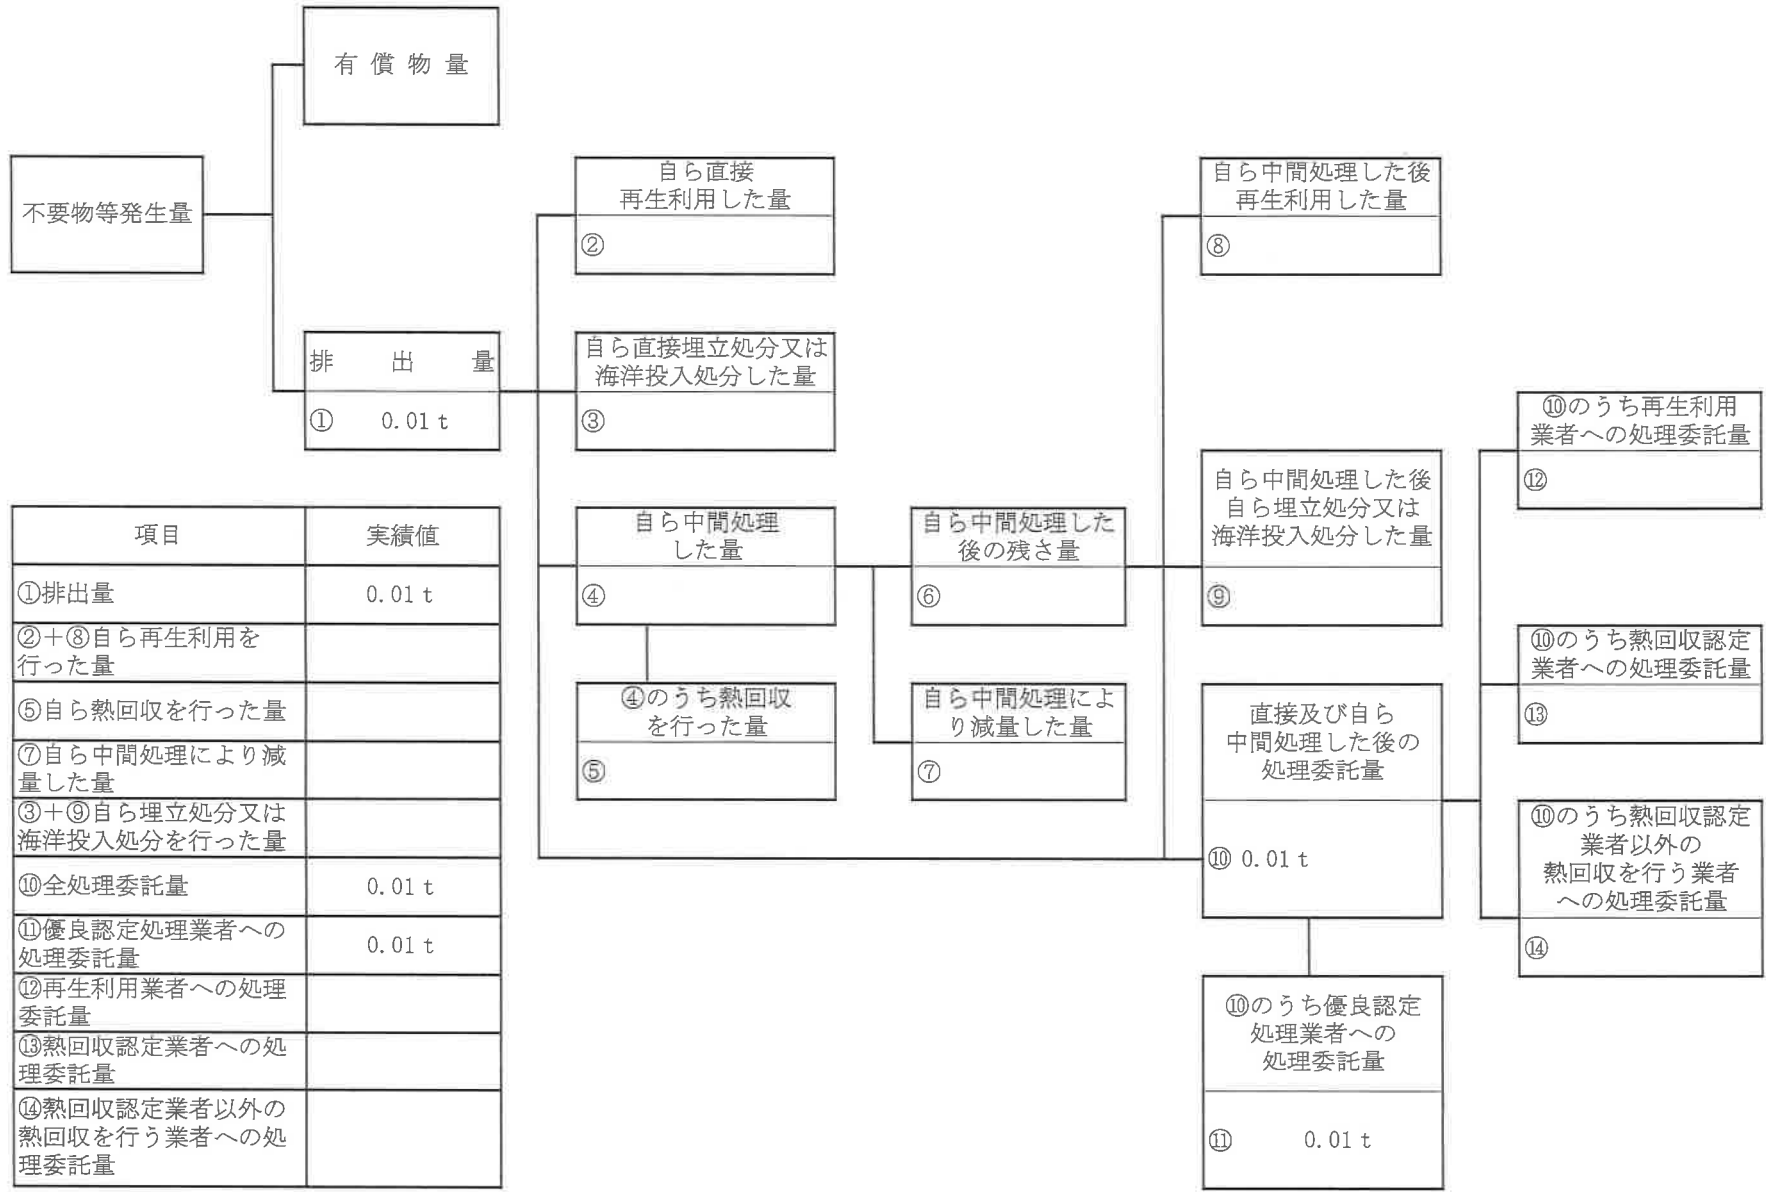 有償物量
不要物等発生量
排出量
① 0.01 t
自ら直接
再生利用した量
②
自ら直接埋立処分又は
海洋投入処分した量
③
自ら中間処理
した量
④
④のうち熱回収
を行った量
⑤
自ら中間処理した
後の残さ量
⑥
自ら中間処理によ
り減量した量
⑦
自ら中間処理した後
再生利用した量
⑧
自ら中間処理した後
自ら埋立処分又は
海洋投入処分した量
⑨
直接及び自ら
中間処理した後の
処理委託量
⑩ 0.01 t
⑩のうち優良認定
処理業者への
処理委託量
⑪ 0.01 t
⑩のうち再生利用
業者への処理委託量
⑫
⑩のうち熱回収認定
業者への処理委託量
⑬
⑩のうち熱回収認定
業者以外の
熱回収を行う業者
への処理委託量
⑭
項目 実績値
①排出量 0.01 t
②+⑧自ら再生利用を
行った量
⑤自ら熱回収を行った量
⑦自ら中間処理により減
量した量
③+⑨自ら埋立処分又は
海洋投入処分を行った量
⑩全処理委託量 0.01 t
⑪優良認定処理業者への
処理委託量 0.01 t
⑫再生利用業者への処理
委託量
⑬熱回収認定業者への処
理委託量
⑭熱回収認定業者以外の
熱回収を行う業者への処
理委託量